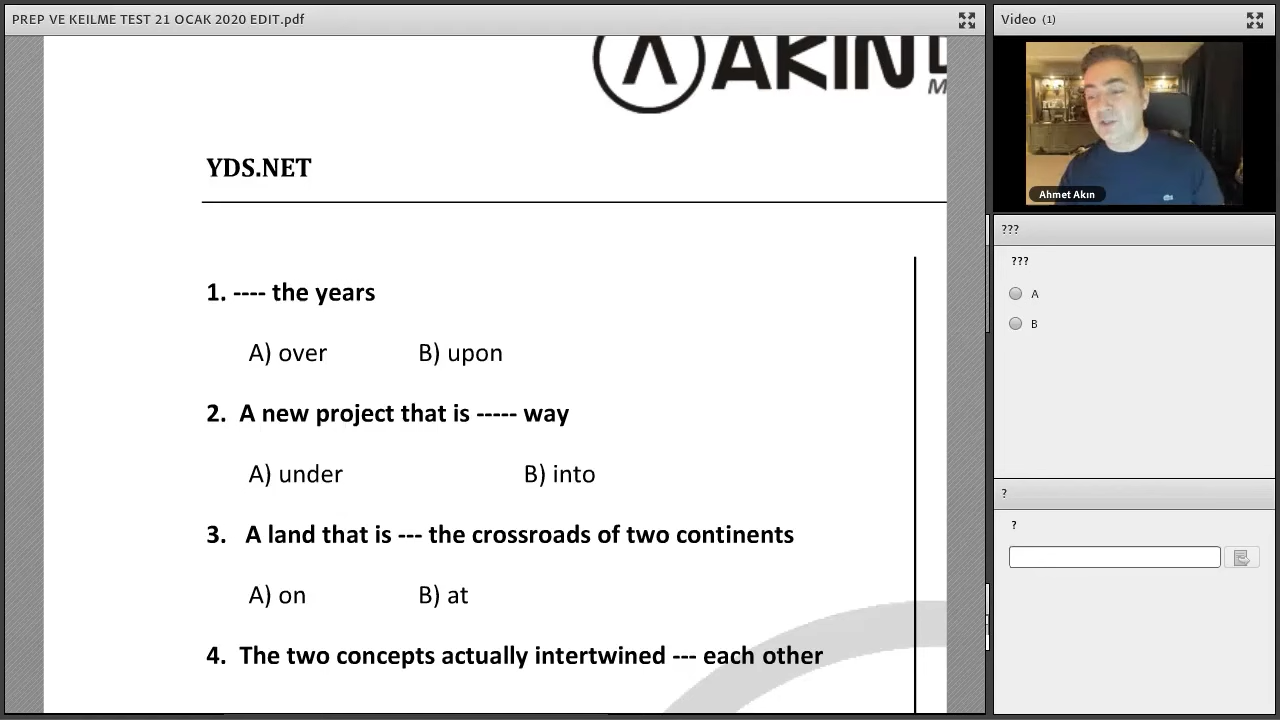 PREP VE KEILME TEST 21 OCAK 2020 EDIT.pdf
Video (1)
AKIN
Ahmet Akın
YDS.NET
1. ---- the years
A) over B) upon
2. A new project that is ----- way
A) under B) into
3. A land that is --- the crossroads of two continents
A) on B) at
4. The two concepts actually intertwined --- each other
???
???
A
B
?
?